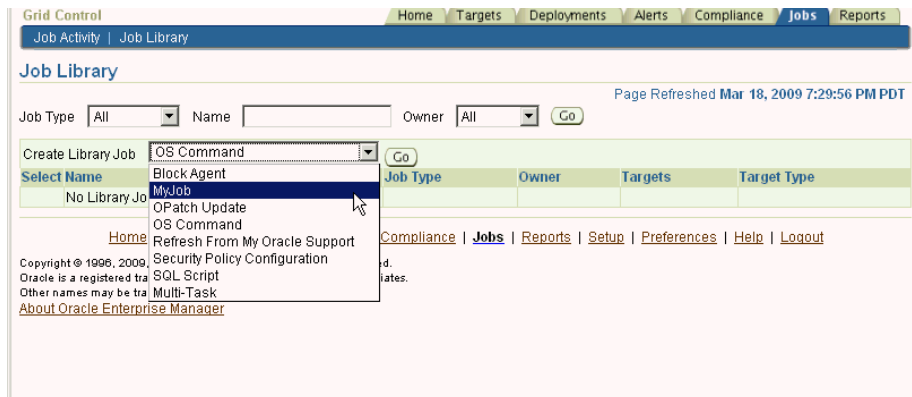 Grid Control
Home Targets Deployments Alerts Compliance Jobs Reports
Job Activity | Job Library
Job Library
Page Refreshed Mar 18, 2009 7:29:56 PM PDT
Job Type All Name Owner All Go
Create Library Job OS Command Go
Select Name Job Type Owner Targets Target Type
No Library Jo
Block Agent
MyJob
OPatch Update
OS Command
Refresh From My Oracle Support
Security Policy Configuration
SQL Script
Multi-Task
Home Compliance | Jobs | Reports | Setup | Preferences | Help | Logout
Copyright © 1996, 2009, d.
Oracle is a registered tra iates.
Other names may be tra
About Oracle Enterprise Manager